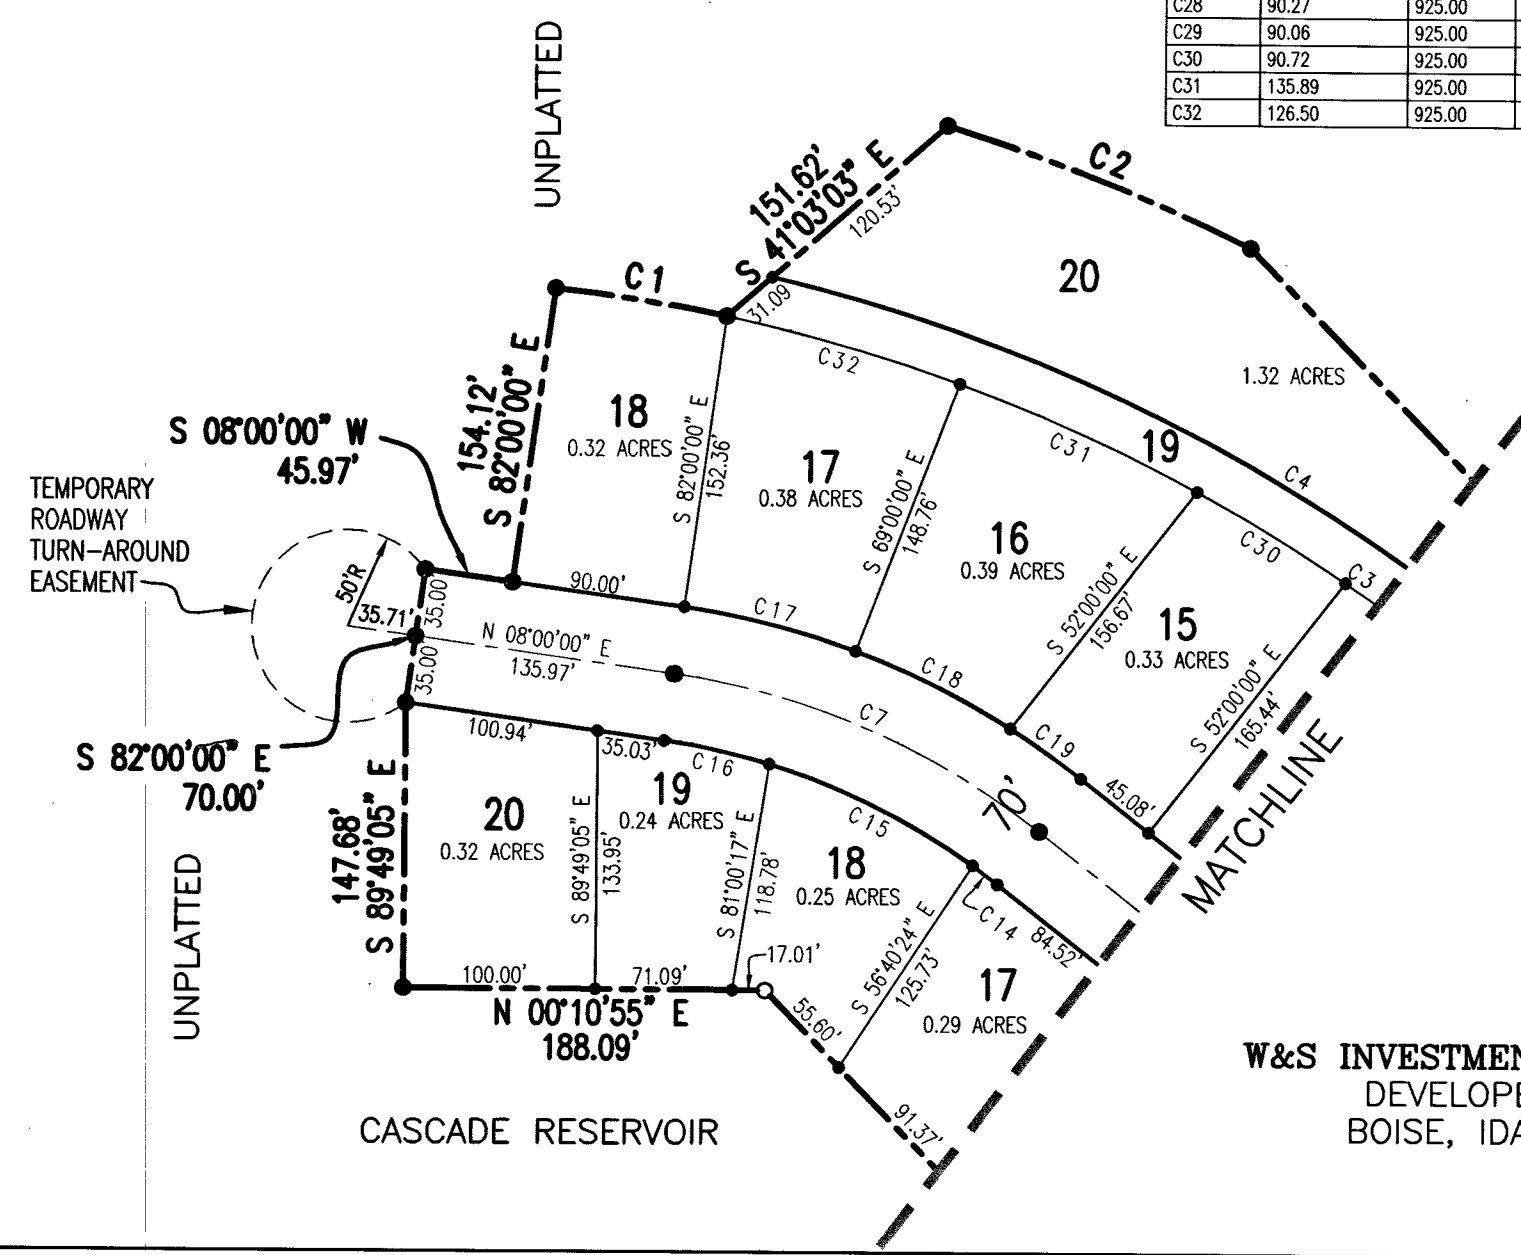 C28 90.27 925.00
C29 90.06 925.00
C30 90.72 925.00
C31 135.89 925.00
C32 126.50 925.00
UNPLATTED
C2
151.62'
S 41°03'03" E
120.53'
C1
31.09
20
1.32 ACRES
154.12'
S 82°00'00" E
S 08°00'00" W
45.97'
18
0.32 ACRES
S 82°00'00" E
152.36'
C32
17
0.38 ACRES
S 69°00'00" E
148.76'
C31
19
C4
16
0.39 ACRES
S 52°00'00" E
156.67'
C30
C3
15
0.33 ACRES
S 52°00'00" E
165.44'
TEMPORARY
ROADWAY
TURN-AROUND
EASEMENT
50'R
35.71'
35.00'
35.00'
90.00'
C17
C18
C19
45.08'
N 08°00'00" E
135.97'
C7
70'
MATCHLINE
S 82°00'00" E
70.00'
100.94'
35.03'
C16
C15
C14
84.52'
147.68'
S 89°49'05" E
UNPLATTED
20
0.32 ACRES
S 89°49'05" E
133.95'
19
0.24 ACRES
S 81°00'17" E
118.78'
18
0.25 ACRES
S 56°40'24" E
125.73'
17
0.29 ACRES
100.00'
71.09'
17.01'
N 00°10'55" E
188.09'
55.60'
91.37'
CASCADE RESERVOIR
W&S INVESTMEN
DEVELOPE
BOISE, IDA